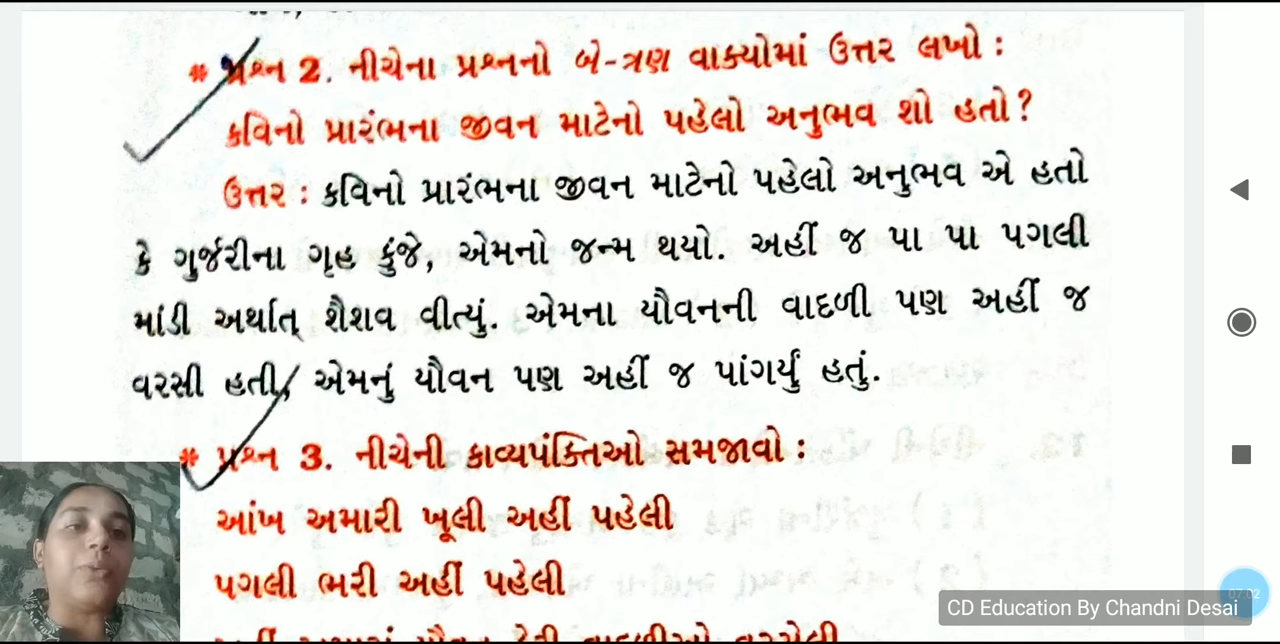 * પ્રશ્ન 2. નીચેના પ્રશ્નનો બે-ત્રણ વાક્યોમાં ઉત્તર લખો :
કવિનો પ્રારંભના જીવન માટેનો પહેલો અનુભવ શો હતો?
ઉત્તર : કવિનો પ્રારંભના જીવન માટેનો પહેલો અનુભવ એ હતો
કે ગુર્જરીના ગૃહ કુંજે, એમનો જન્મ થયો. અહીં જ પા પા પગલી
માંડી અર્થાત્ શૈશવ વીત્યું. એમના યૌવનની વાદળી પણ અહીં જ
વરસી હતી, એમનું યૌવન પણ અહીં જ પાંગર્યું હતું.
* પ્રશ્ન 3. નીચેની કાવ્યપંક્તિઓ સમજાવો :
આંખ અમારી ખૂલી અહીં પહેલી
પગલી ભરી અહીં પહેલી
07:02
CD Education By Chandni Desai